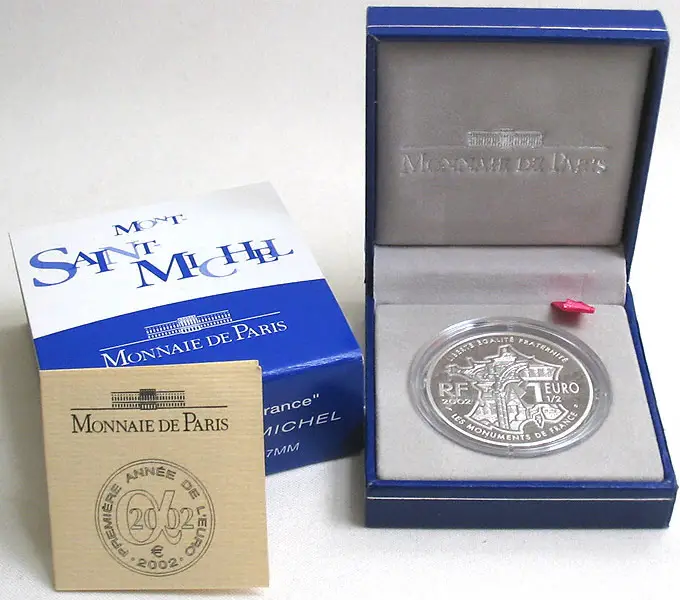 MONT-
SAINT-
MICHEL
MONNAIE DE PARIS
rance"
MICHEL
7MM
MONNAIE DE PARIS
PREMIÈRE ANNÉE DE L'EURO
2002
€
·2002·
MONNAIE DE PARIS
LIBERTÉ EGALITÉ FRATERNITÉ
RF
2002
1 EURO
1/2
LES MONUMENTS DE FRANCE